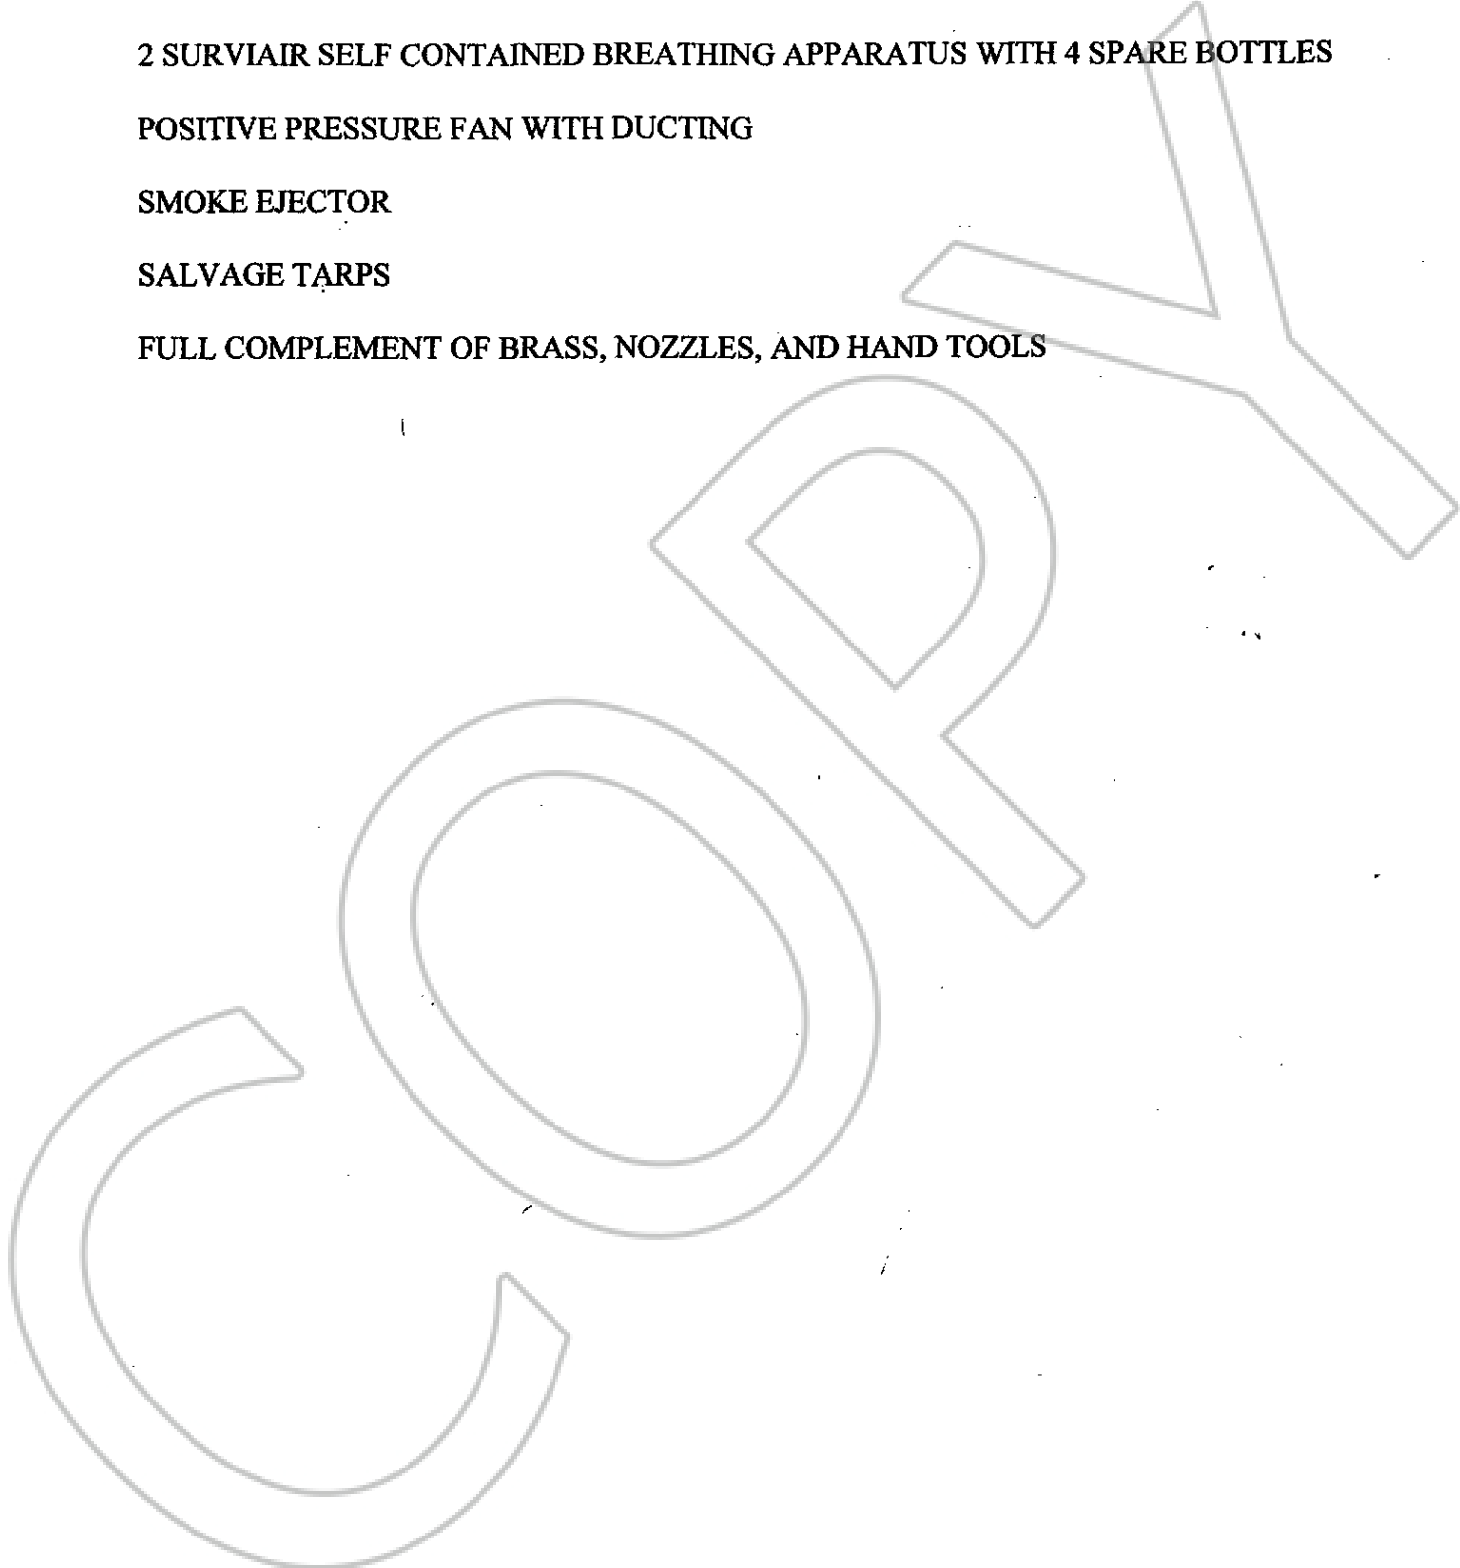 2 SURVIAIR SELF CONTAINED BREATHING APPARATUS WITH 4 SPARE BOTTLES
POSITIVE PRESSURE FAN WITH DUCTING
SMOKE EJECTOR
SALVAGE TARPS
FULL COMPLEMENT OF BRASS, NOZZLES, AND HAND TOOLS
COPY